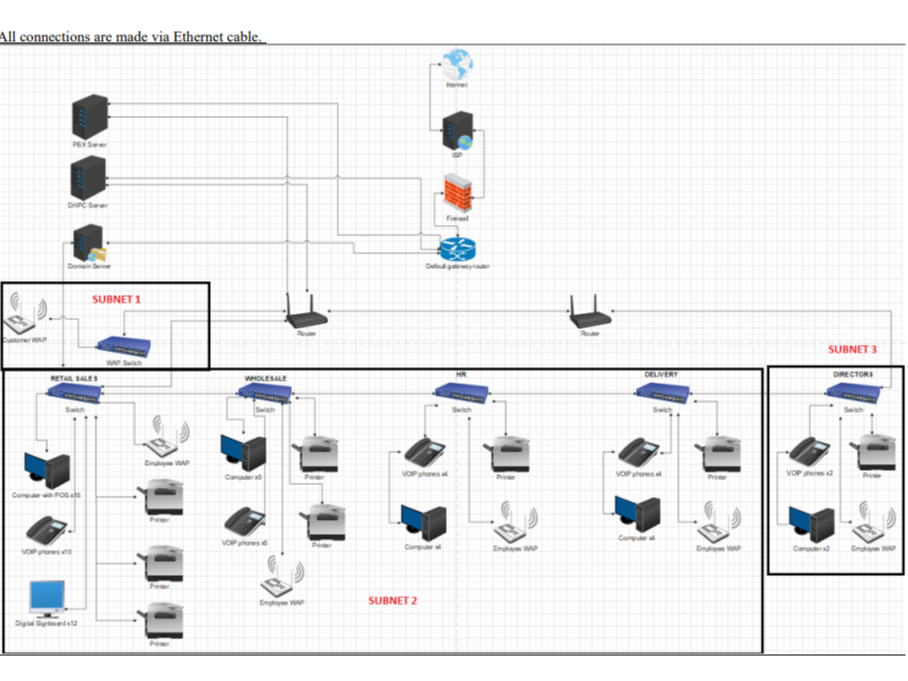 All connections are made via Ethernet cable.
Internet
PBX Server
ISP
DHPC Server
Firewall
Domain Server
Default gateway router
SUBNET 1
Customer WAP
WAP Switch
Router
Router
SUBNET 3
RETAIL SALES
WHOLESALE
HR
DELIVERY
DIRECTORS
Switch
Switch
Switch
Switch
Switch
Employee WAP
Computer x5
Printer
VOIP phones x4
Printer
VOIP phones x4
Printer
VOIP phones x2
Printer
Computer with POS x15
Printer
VOIP phones x10
VOIP phones x5
Printer
Computer x4
Employee WAP
Computer x4
Employee WAP
Computer x2
Employee WAP
Printer
Employee WAP
SUBNET 2
Digital Signboard x12
Printer